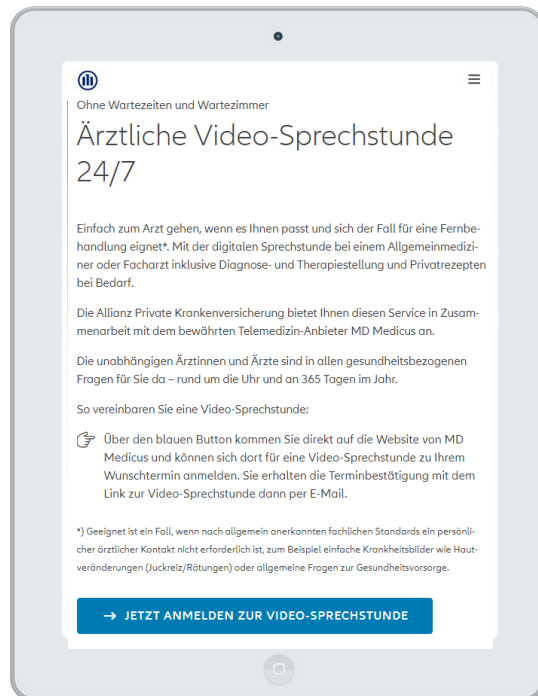 Ohne Wartezeiten und Wartezimmer
Ärztliche Video-Sprechstunde
24/7
Einfach zum Arzt gehen, wenn es Ihnen passt und sich der Fall für eine Fernbe-
handlung eignet*. Mit der digitalen Sprechstunde bei einem Allgemeinmedizi-
ner oder Facharzt inklusive Diagnose- und Therapiestellung und Privatrezepten
bei Bedarf.
Die Allianz Private Krankenversicherung bietet Ihnen diesen Service in Zusam-
menarbeit mit dem bewährten Telemedizin-Anbieter MD Medicus an.
Die unabhängigen Ärztinnen und Ärzte sind in allen gesundheitsbezogenen
Fragen für Sie da – rund um die Uhr und an 365 Tagen im Jahr.
So vereinbaren Sie eine Video-Sprechstunde:
Über den blauen Button kommen Sie direkt auf die Website von MD
Medicus und können sich dort für eine Video-Sprechstunde zu Ihrem
Wunschtermin anmelden. Sie erhalten die Terminbestätigung mit dem
Link zur Video-Sprechstunde dann per E-Mail.
*) Geeignet ist ein Fall, wenn nach allgemein anerkannten fachlichen Standards ein persönli-
cher ärztlicher Kontakt nicht erforderlich ist, zum Beispiel einfache Krankheitsbilder wie Haut-
veränderungen (Juckreiz/Rötungen) oder allgemeine Fragen zur Gesundheitsvorsorge.
→ JETZT ANMELDEN ZUR VIDEO-SPRECHSTUNDE